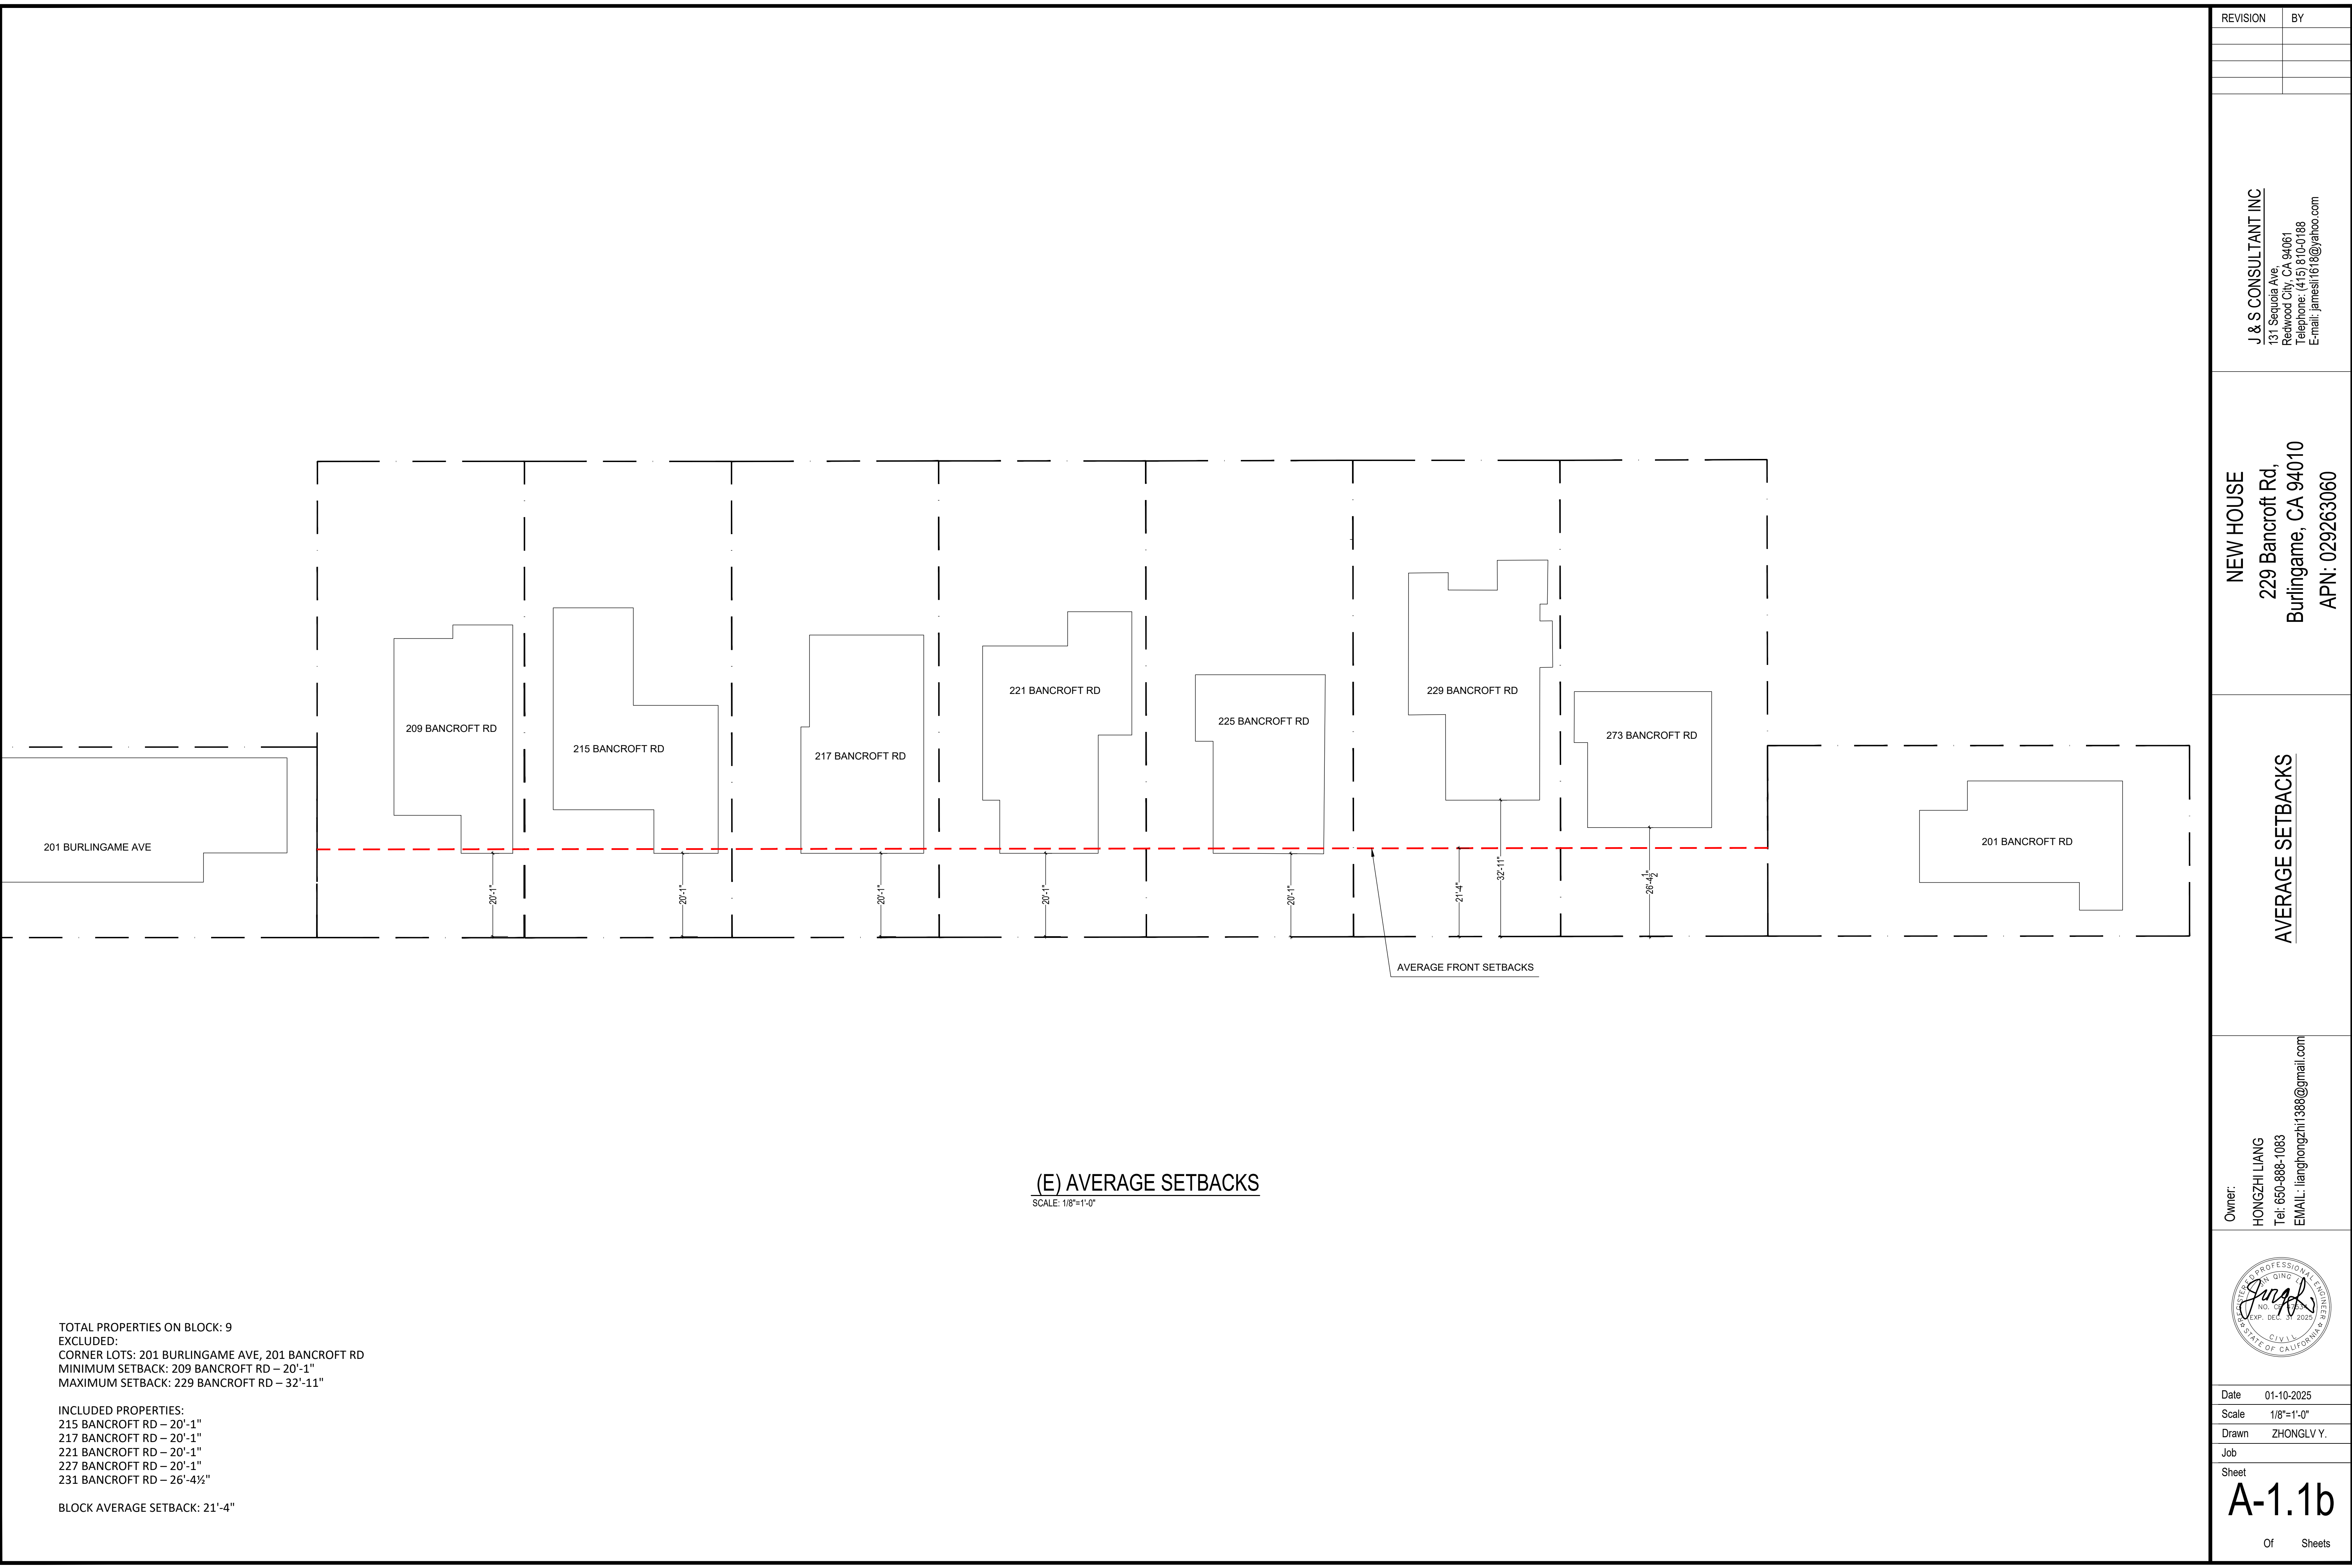 REVISION BY
J & S CONSULTANT INC
131 Sequoia Ave,
Redwood City, CA 94061
Telephone: (415) 810-0188
E-mail: jamesli1618@yahoo.com
NEW HOUSE
229 Bancroft Rd,
Burlingame, CA 94010
APN: 029263060
AVERAGE SETBACKS
Owner:
HONGZHI LIANG
Tel: 650-888-1083
EMAIL: lianghongzhi1388@gmail.com
REGISTERED PROFESSIONAL ENGINEER
QING
NO.
EXP. DEC. 31 2025
CIVIL
STATE OF CALIFORNIA
Date 01-10-2025
Scale 1/8"=1'-0"
Drawn ZHONGLV Y.
Job
Sheet
A-1.1b
Of Sheets
201 BURLINGAME AVE
209 BANCROFT RD
215 BANCROFT RD
217 BANCROFT RD
221 BANCROFT RD
225 BANCROFT RD
229 BANCROFT RD
273 BANCROFT RD
201 BANCROFT RD
20'-1"
20'-1"
20'-1"
20'-1"
20'-1"
21'-4"
32'-11"
26'-4½"
AVERAGE FRONT SETBACKS
(E) AVERAGE SETBACKS
SCALE: 1/8"=1'-0"
TOTAL PROPERTIES ON BLOCK: 9
EXCLUDED:
CORNER LOTS: 201 BURLINGAME AVE, 201 BANCROFT RD
MINIMUM SETBACK: 209 BANCROFT RD – 20'-1"
MAXIMUM SETBACK: 229 BANCROFT RD – 32'-11"
INCLUDED PROPERTIES:
215 BANCROFT RD – 20'-1"
217 BANCROFT RD – 20'-1"
221 BANCROFT RD – 20'-1"
227 BANCROFT RD – 20'-1"
231 BANCROFT RD – 26'-4½"
BLOCK AVERAGE SETBACK: 21'-4"